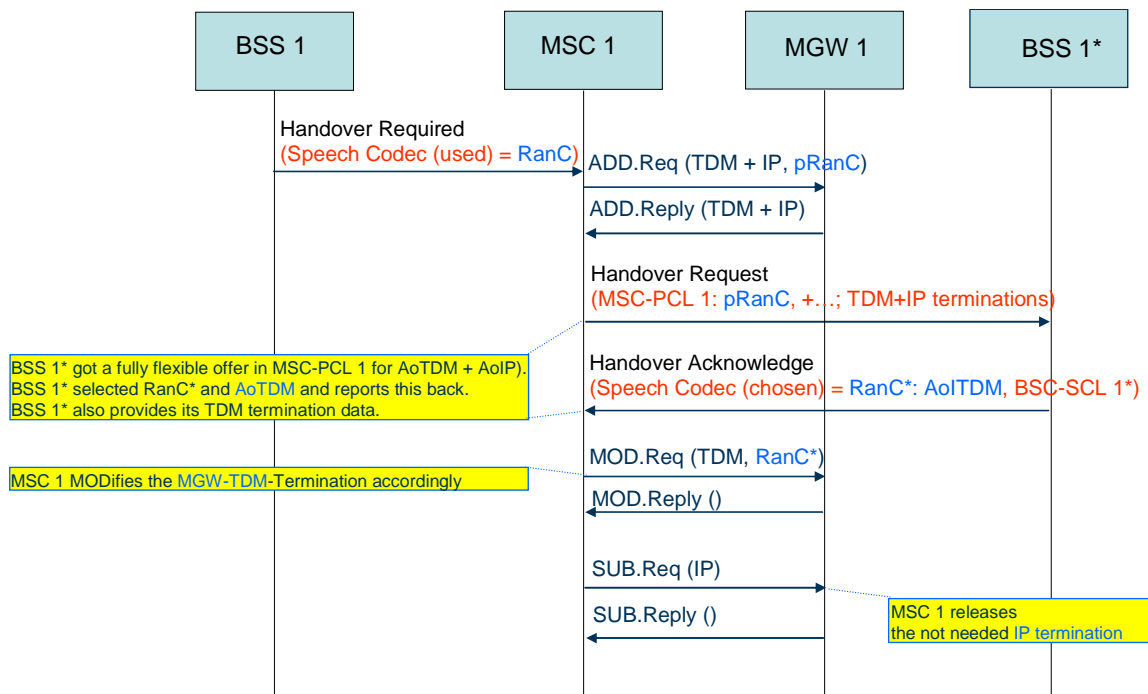 BSS 1
MSC 1
MGW 1
BSS 1*
Handover Required
(Speech Codec (used) = RanC)
ADD.Req (TDM + IP, pRanC)
ADD.Reply (TDM + IP)
Handover Request
(MSC-PCL 1: pRanC, +…; TDM+IP terminations)
BSS 1* got a fully flexible offer in MSC-PCL 1 for AoTDM + AoIP).
BSS 1* selected RanC* and AoTDM and reports this back.
BSS 1* also provides its TDM termination data.
Handover Acknowledge
(Speech Codec (chosen) = RanC*: AoITDM, BSC-SCL 1*)
MOD.Req (TDM, RanC*)
MSC 1 MODifies the MGW-TDM-Termination accordingly
MOD.Reply ()
SUB.Req (IP)
MSC 1 releases
the not needed IP termination
SUB.Reply ()